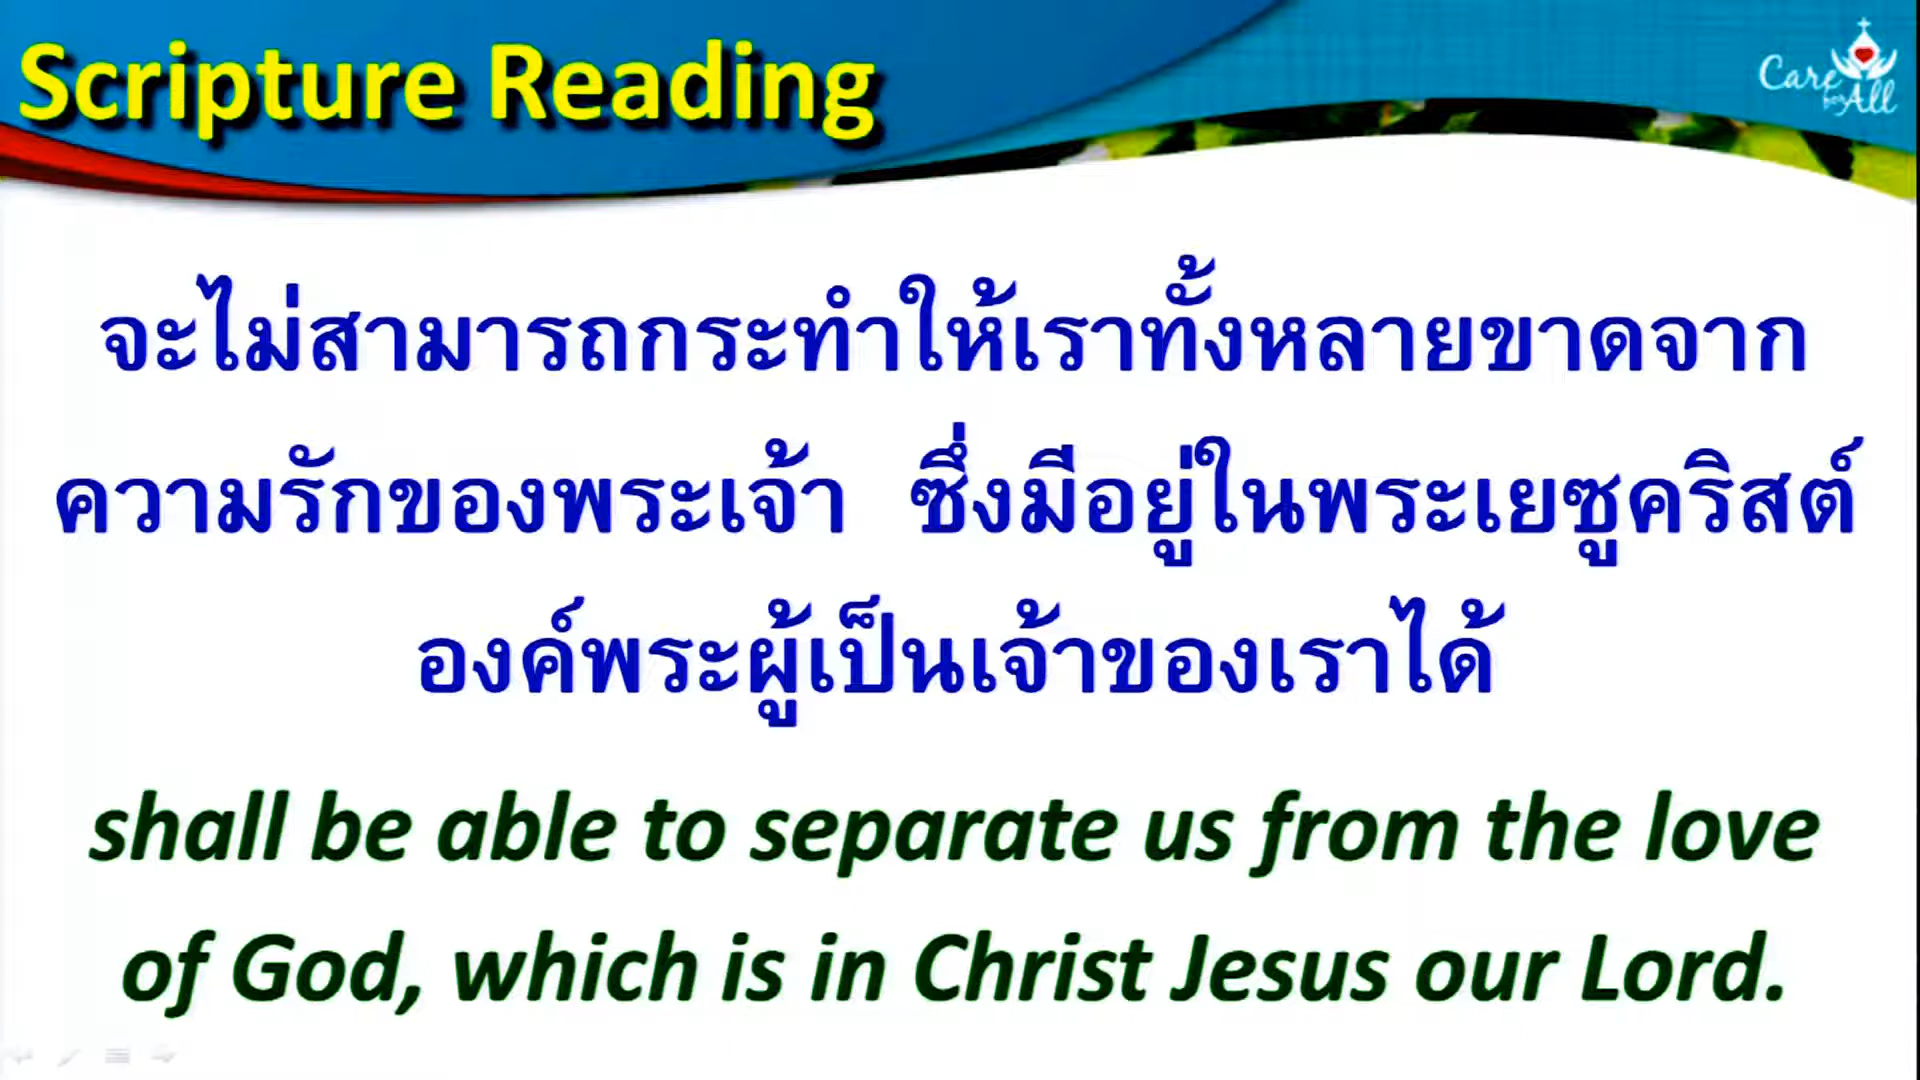 Scripture Reading
Care
for All
จะไม่สามารถกระทำให้เราทั้งหลายขาดจาก
ความรักของพระเจ้า ซึ่งมีอยู่ในพระเยซูคริสต์
องค์พระผู้เป็นเจ้าของเราได้
shall be able to separate us from the love
of God, which is in Christ Jesus our Lord.